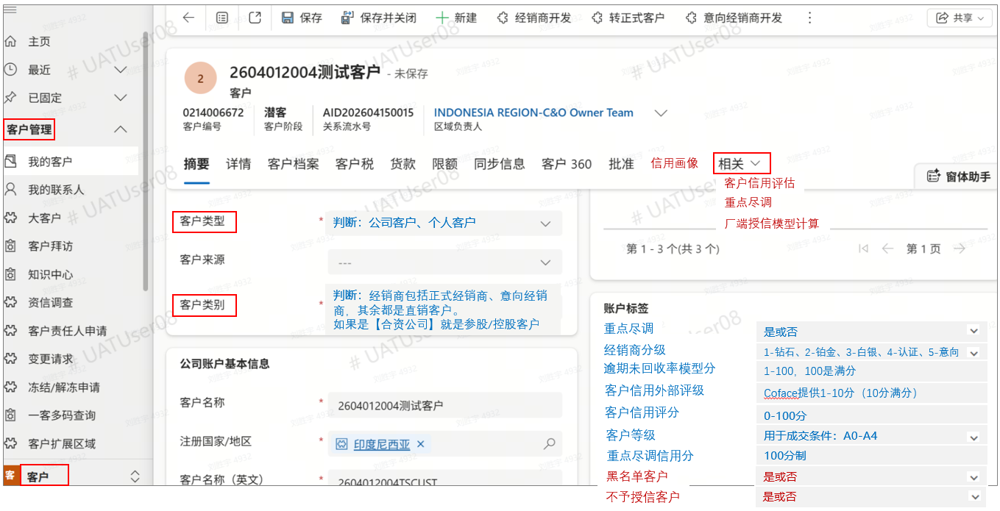 保存
保存并关闭
新建
经销商开发
转正式客户
意向经销商开发
共享
主页
最近
已固定
客户管理
我的客户
我的联系人
大客户
客户拜访
知识中心
资信调查
客户责任人申请
变更请求
冻结/解冻申请
一客多码查询
客户扩展区域
客 客户
2
2604012004测试客户 - 未保存
客户
0214006672
客户编号
潜客
客户阶段
AID202604150015
关系流水号
INDONESIA REGION-C&O Owner Team
区域负责人
摘要 详情 客户档案 客户税 货款 限额 同步信息 客户 360 批准 信用画像 相关
客户信用评估
重点尽调
厂端授信模型计算
窗体助手
客户类型 * 判断：公司客户、个人客户
客户来源 ---
客户类别 * 判断：经销商包括正式经销商、意向经销
商，其余都是直销客户。
如果是【合资公司】就是参股/控股客户
公司账户基本信息
客户名称 * 2604012004测试客户
注册国家/地区 * 印度尼西亚 ×
客户名称（英文） * 2604012004TSCUST
第 1 - 3 个(共 3 个)
第 1 页
账户标签
重点尽调 是或否
经销商分级 1-钻石、2-铂金、3-白银、4-认证、5-意向
逾期未回收率模型分 1-100，100是满分
客户信用外部评级 Coface提供1-10分（10分满分）
客户信用评分 0-100分
客户等级 用于成交条件：A0-A4
重点尽调信用分 100分制
黑名单客户 是或否
不予授信客户 是或否
# UATUser08
# UATUser08
# UATUser08
# UATUser08
# UATUser08
刘胜宇 4932